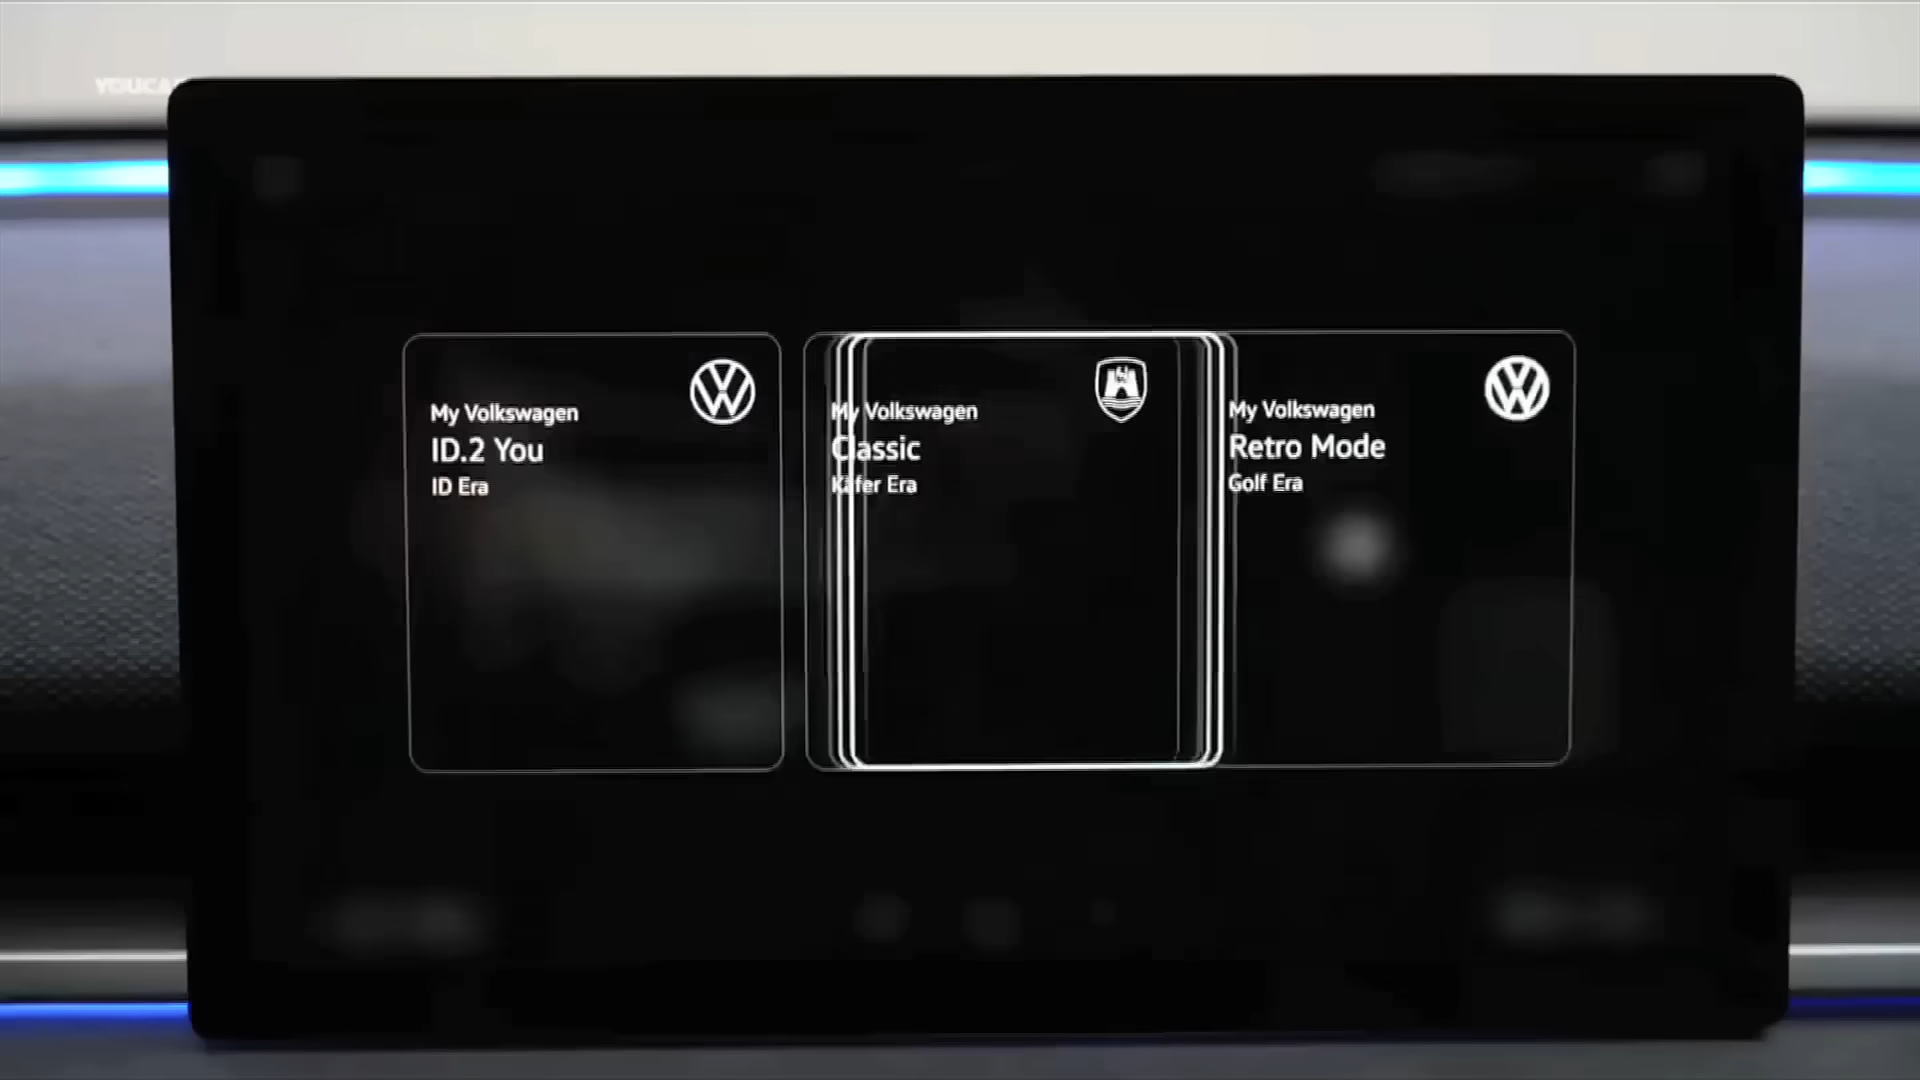 My Volkswagen
ID.2 You
ID Era
My Volkswagen
Classic
Käfer Era
My Volkswagen
Retro Mode
Golf Era